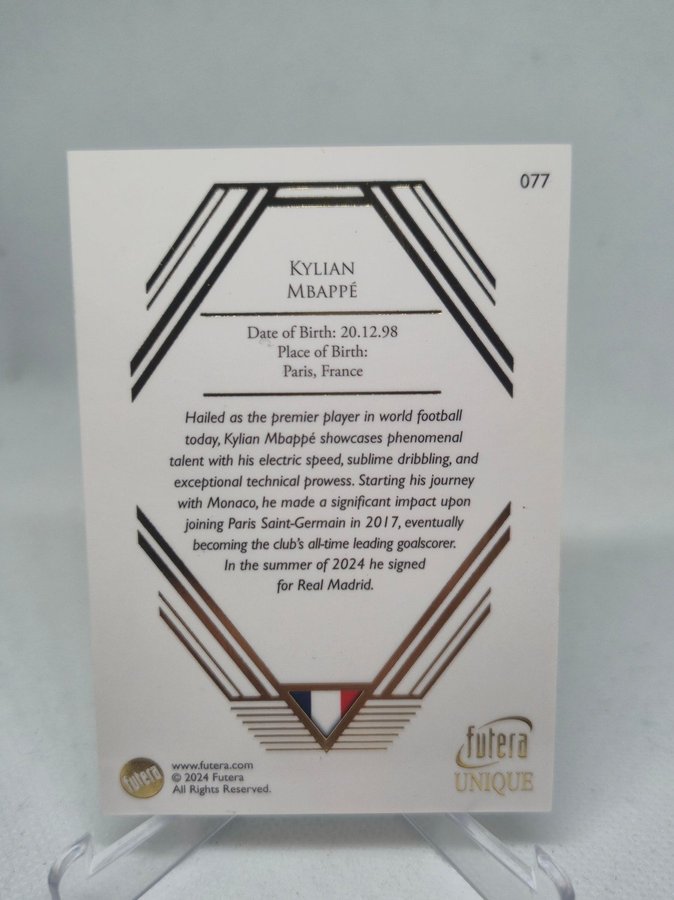 077
KYLIAN
MBAPPÉ
Date of Birth: 20.12.98
Place of Birth:
Paris, France
Hailed as the premier player in world football
today, Kylian Mbappé showcases phenomenal
talent with his electric speed, sublime dribbling, and
exceptional technical prowess. Starting his journey
with Monaco, he made a significant impact upon
joining Paris Saint-Germain in 2017, eventually
becoming the club's all-time leading goalscorer.
In the summer of 2024 he signed
for Real Madrid.
futera
www.futera.com
© 2024 Futera
All Rights Reserved.
futera
UNIQUE